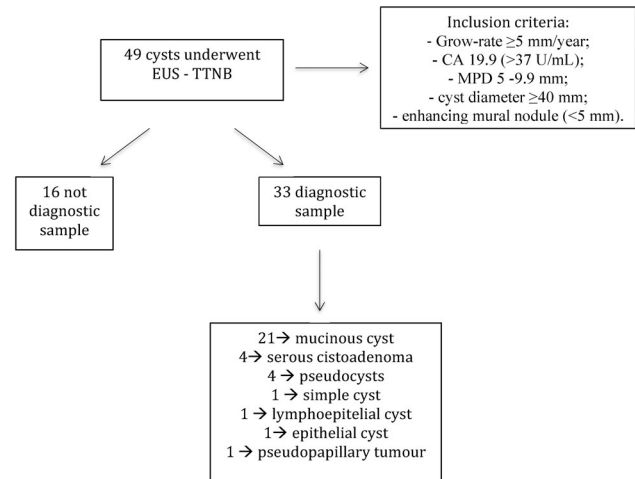 49 cysts underwent
EUS - TTNB
Inclusion criteria:
- Grow-rate ≥5 mm/year;
- CA 19.9 (>37 U/mL);
- MPD 5 -9.9 mm;
- cyst diameter ≥40 mm;
- enhancing mural nodule (<5 mm).
16 not
diagnostic
sample
33 diagnostic
sample
21→ mucinous cyst
4→ serous cistoadenoma
4 → pseudocysts
1 → simple cyst
1 → lymphoepitelial cyst
1→ epithelial cyst
1 → pseudopapillary tumour